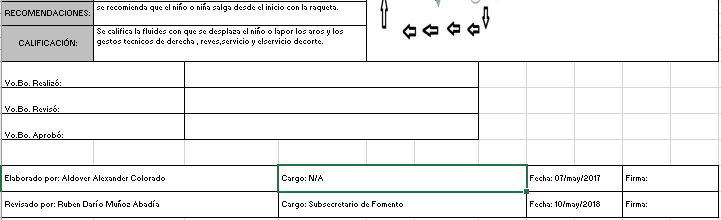 RECOMENDACIONES: se recomienda que el niño o niña salga desde el inicio con la raqueta.
CALIFICACIÓN: Se califica la fluides con que se desplaza el niño o lapor los aros y los
gestos tecnicos de derecha , reves,servicio y elservicio decorte.
Vo.Bo. Realizó:
Vo.Bo. Revisó:
Vo.Bo. Aprobó:
Elaborado por: Aldover Alexander Colorado Cargo: N/A Fecha: 07/may/2017 Firma:
Revisado por: Ruben Darío Muñoz Abadía Cargo: Subsecretario de Fomento Fecha: 10/may/2018 Firma: